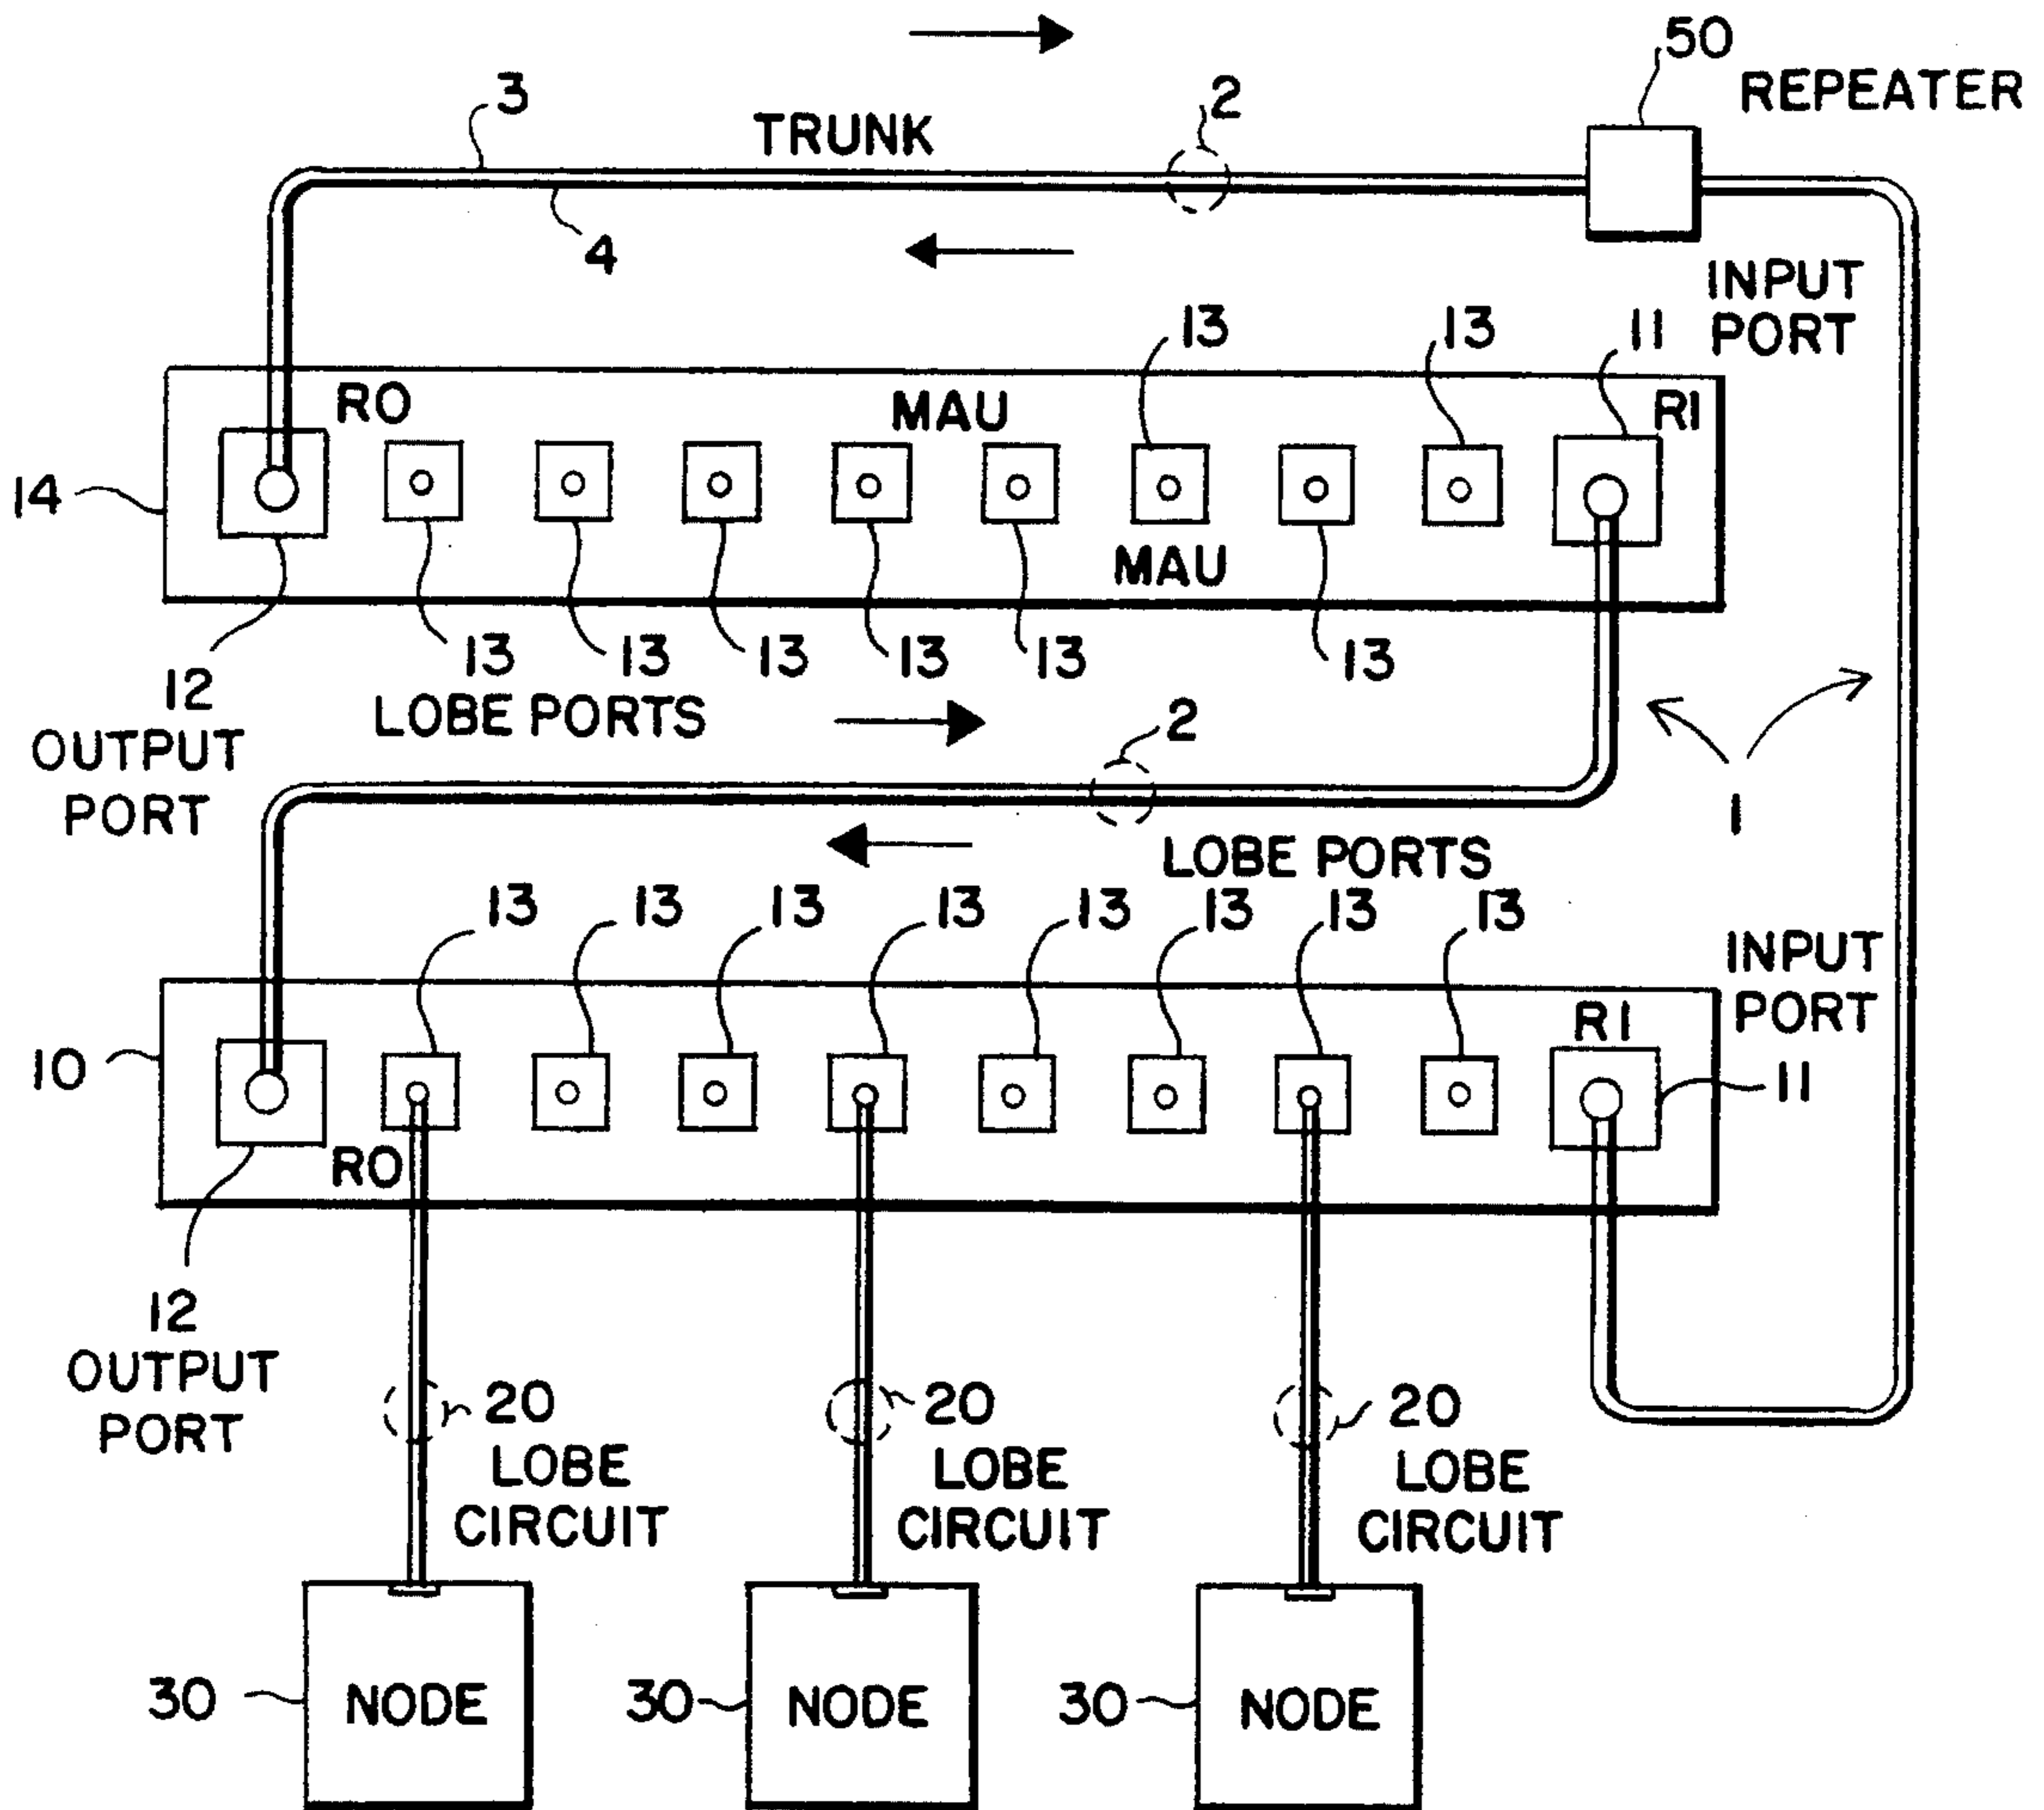 50
REPEATER
3
TRUNK
2
4
INPUT
PORT
13
13
11
RO
MAU
RI
14
MAU
12
OUTPUT
PORT
13
13
13
13
13
13
LOBE PORTS
2
1
LOBE PORTS
13
13
13
13
13
13
13
13
INPUT
PORT
RI
11
10
RO
12
OUTPUT
PORT
20
LOBE
CIRCUIT
20
LOBE
CIRCUIT
20
LOBE
CIRCUIT
30
NODE
30
NODE
30
NODE